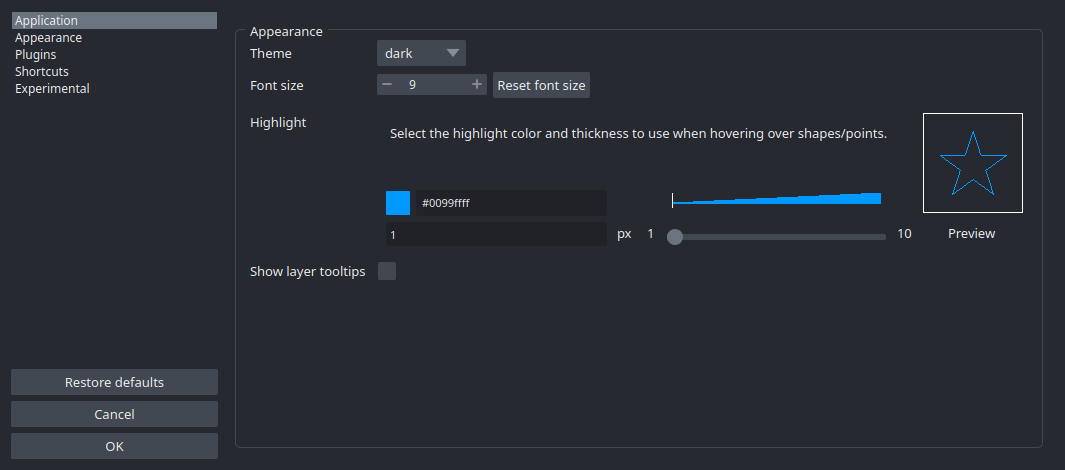 Application
Appearance
Plugins
Shortcuts
Experimental
Restore defaults
Cancel
OK
Appearance
Theme dark
Font size − 9 + Reset font size
Highlight
Select the highlight color and thickness to use when hovering over shapes/points.
#0099ffff
1 px 1 10 Preview
Show layer tooltips